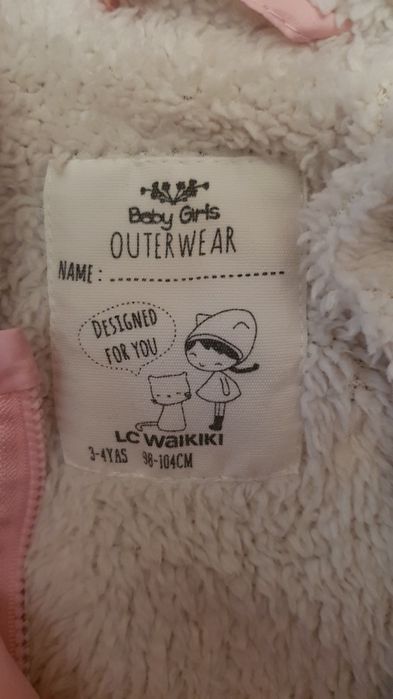 Baby Girls
OUTERWEAR
NAME : ..............................
DESIGNED
FOR YOU
LC WAIKIKI
3-4YAS 98-104CM